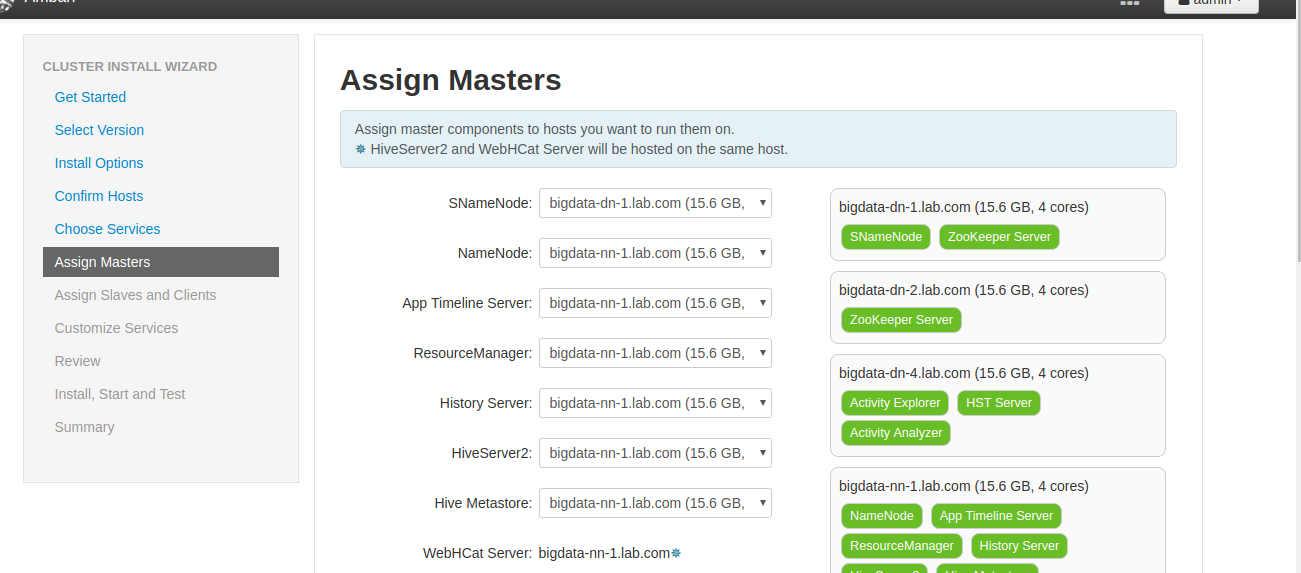 Ambari
admin
CLUSTER INSTALL WIZARD
Get Started
Select Version
Install Options
Confirm Hosts
Choose Services
Assign Masters
Assign Slaves and Clients
Customize Services
Review
Install, Start and Test
Summary
Assign Masters
Assign master components to hosts you want to run them on.
HiveServer2 and WebHCat Server will be hosted on the same host.
SNameNode: bigdata-dn-1.lab.com (15.6 GB,
NameNode: bigdata-nn-1.lab.com (15.6 GB,
App Timeline Server: bigdata-nn-1.lab.com (15.6 GB,
ResourceManager: bigdata-nn-1.lab.com (15.6 GB,
History Server: bigdata-nn-1.lab.com (15.6 GB,
HiveServer2: bigdata-nn-1.lab.com (15.6 GB,
Hive Metastore: bigdata-nn-1.lab.com (15.6 GB,
WebHCat Server: bigdata-nn-1.lab.com
bigdata-dn-1.lab.com (15.6 GB, 4 cores)
SNameNode ZooKeeper Server
bigdata-dn-2.lab.com (15.6 GB, 4 cores)
ZooKeeper Server
bigdata-dn-4.lab.com (15.6 GB, 4 cores)
Activity Explorer HST Server
Activity Analyzer
bigdata-nn-1.lab.com (15.6 GB, 4 cores)
NameNode App Timeline Server
ResourceManager History Server
HiveServer2 Hive Metastore